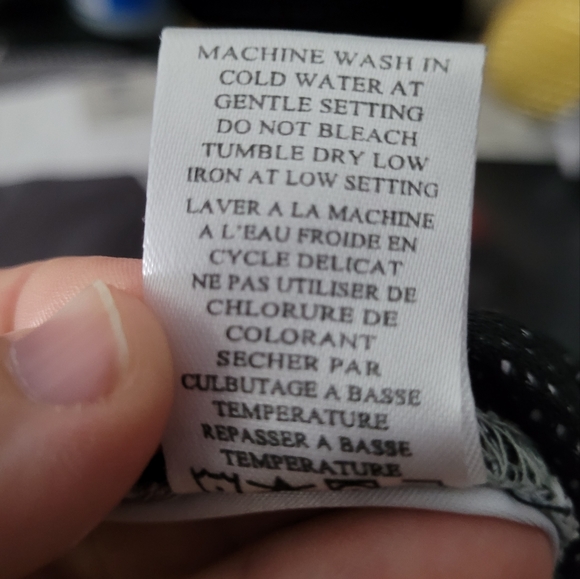 MACHINE WASH IN
COLD WATER AT
GENTLE SETTING
DO NOT BLEACH
TUMBLE DRY LOW
IRON AT LOW SETTING
LAVER A LA MACHINE
A L'EAU FROIDE EN
CYCLE DELICAT
NE PAS UTILISER DE
CHLORURE DE
COLORANT
SECHER PAR
CULBUTAGE A BASSE
TEMPERATURE
REPASSER A BASSE
TEMPERATURE